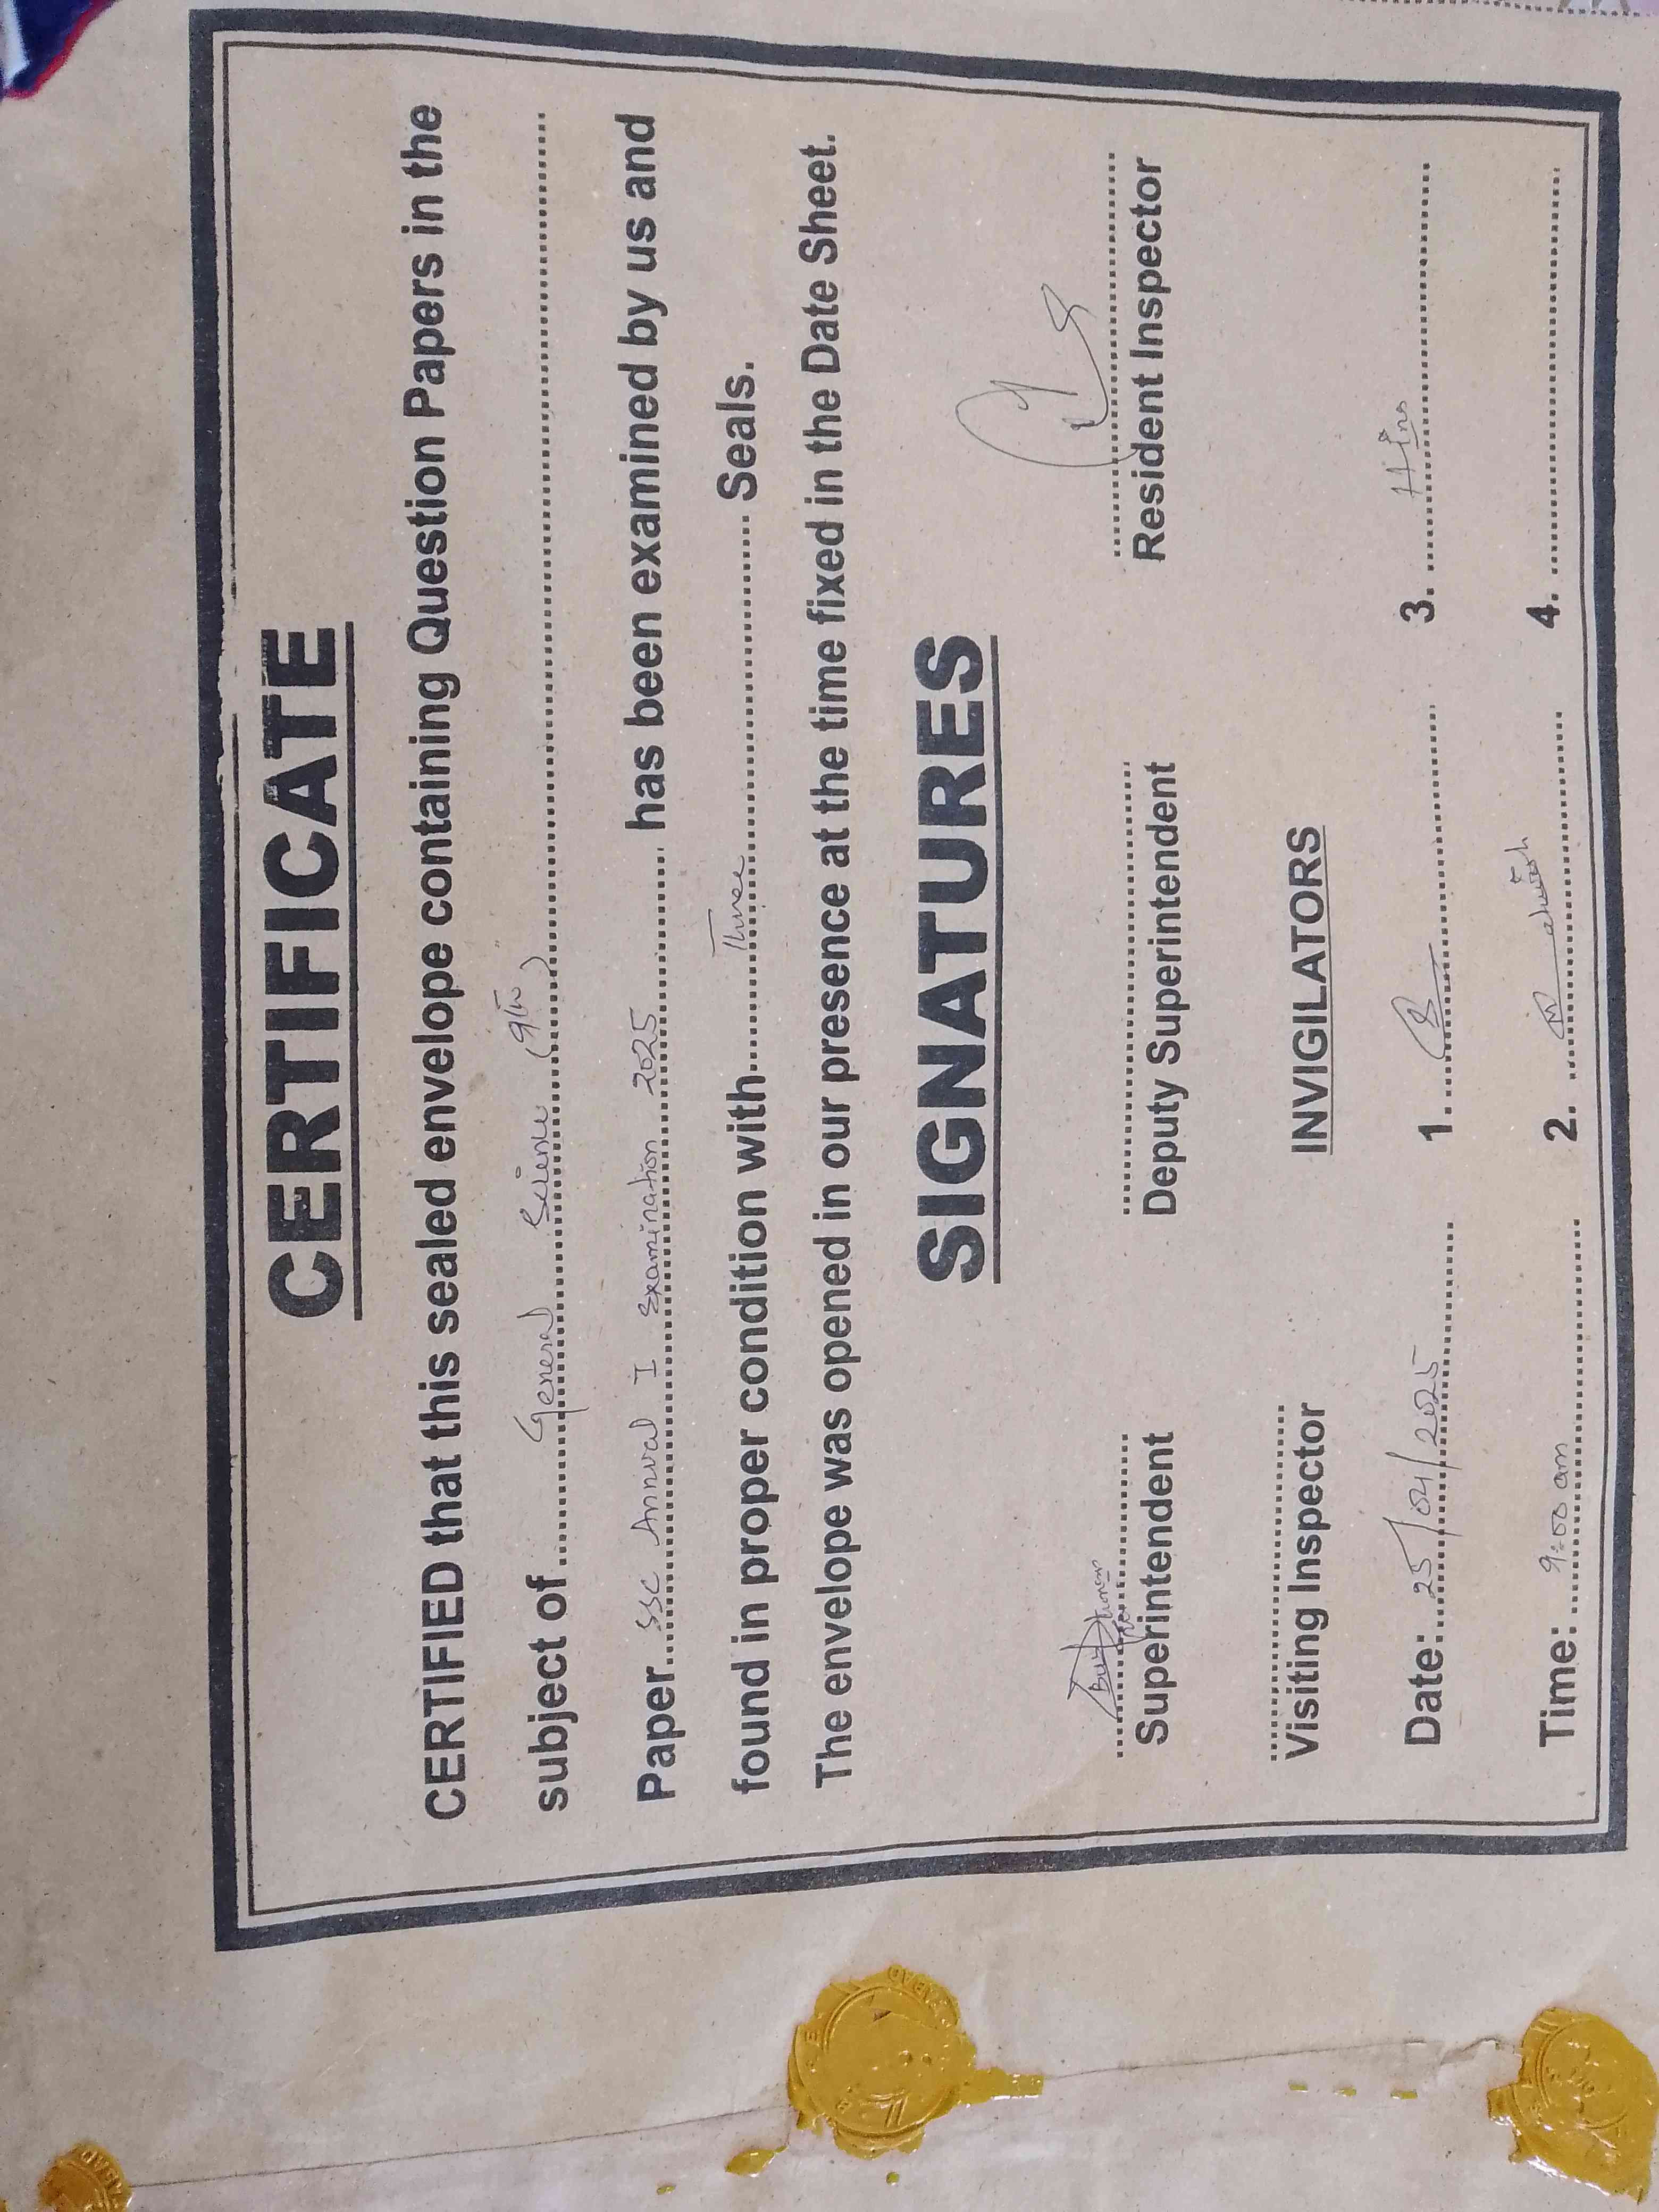 CERTIFICATE
CERTIFIED that this sealed envelope containing Question Papers in the
subject of General Science (9th)
Paper SSC Annual I Examination 2025 has been examined by us and
found in proper condition with Three Seals.
The envelope was opened in our presence at the time fixed in the Date Sheet.
SIGNATURES
Superintendent Deputy Superintendent Resident Inspector
Visiting Inspector INVIGILATORS
Date: 25/04/2025 1. 3.
Time: 9:00 am 2. 4.